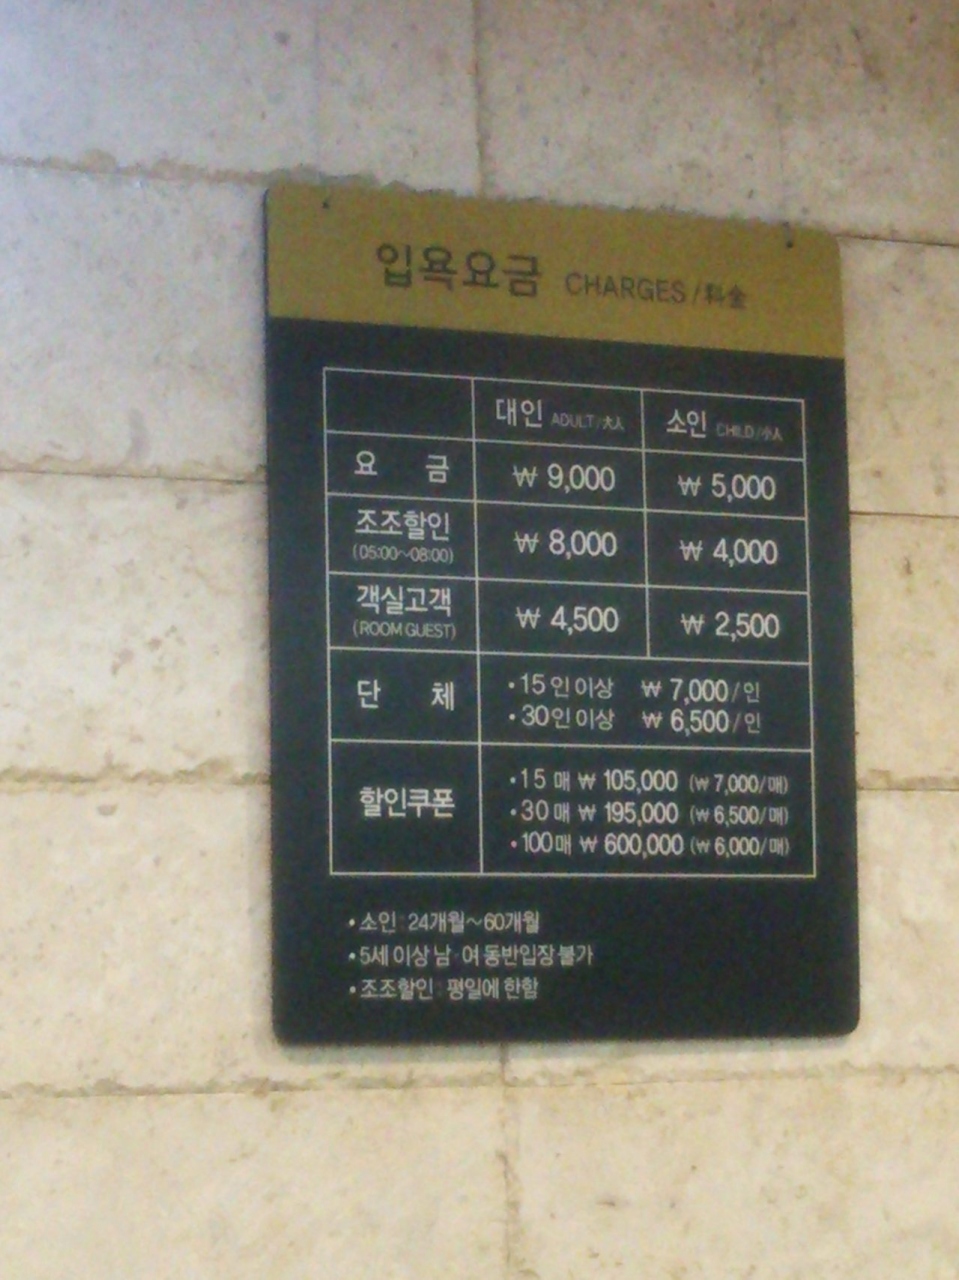 입욕요금 CHARGES/料金
대인 ADULT/大人 소인 CHILD/小人
요 금 ₩ 9,000 ₩ 5,000
조조할인 ₩ 8,000 ₩ 4,000
(05:00~08:00)
객실고객 ₩ 4,500 ₩ 2,500
(ROOM GUEST)
단 체
•15인이상 ₩ 7,000/인
•30인이상 ₩ 6,500/인
할인쿠폰
•15매 ₩ 105,000 (₩ 7,000/매)
•30매 ₩ 195,000 (₩ 6,500/매)
•100매 ₩ 600,000 (₩ 6,000/매)
•소인 : 24개월~60개월
•5세 이상 남·여 동반입장 불가
•조조할인 : 평일에 한함